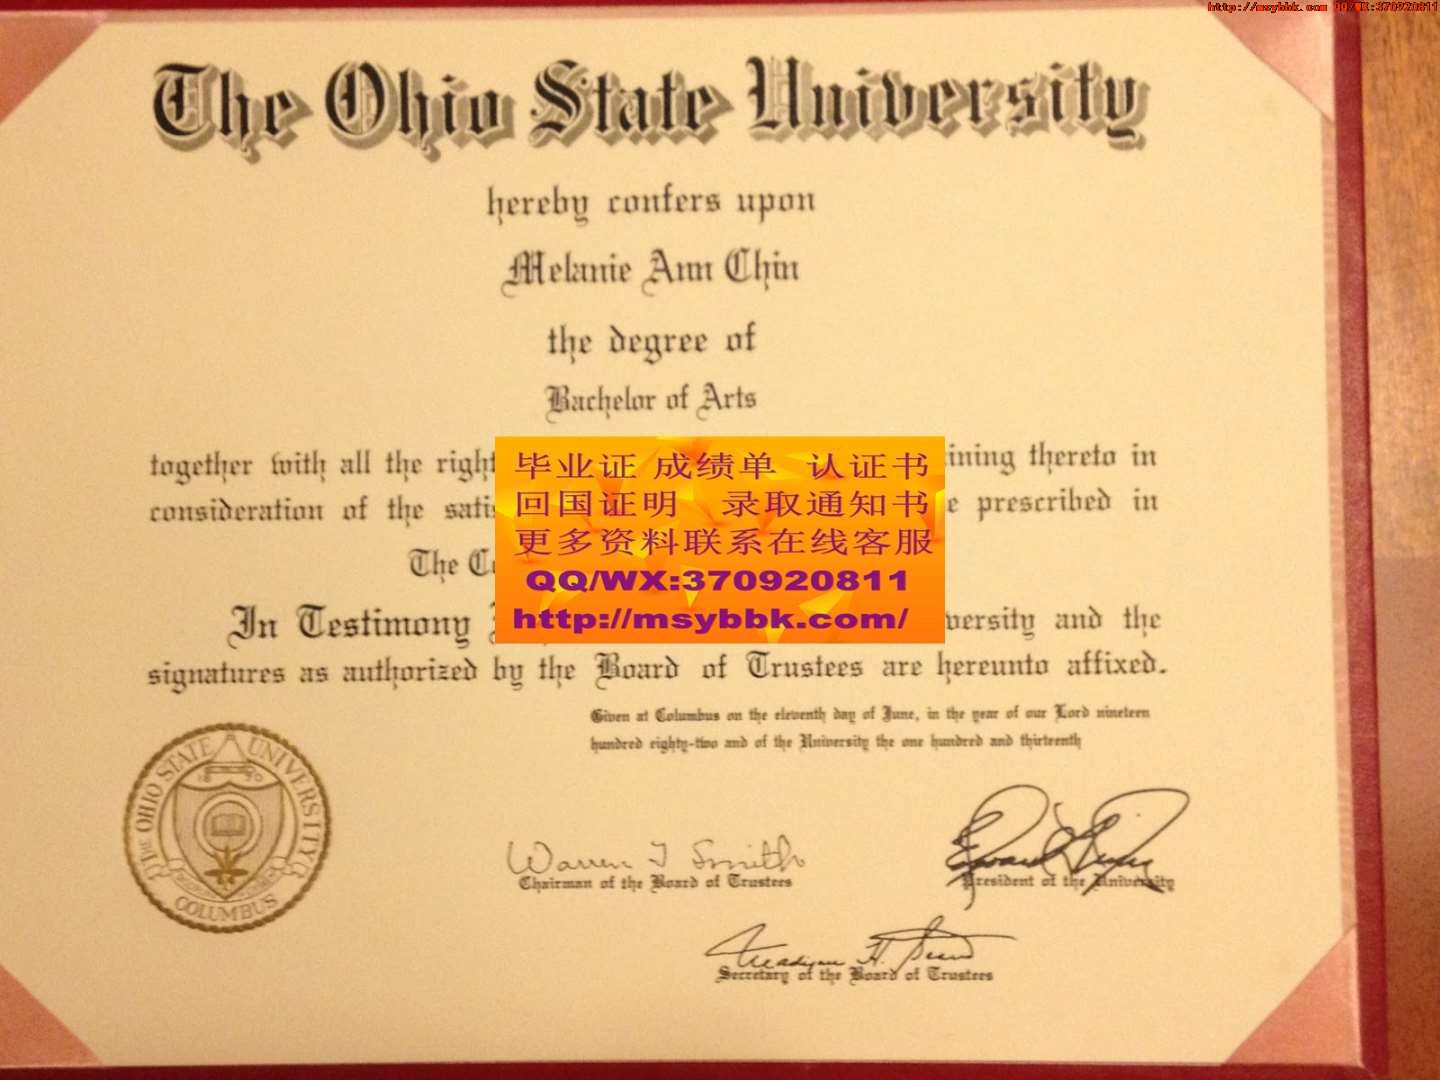 http://msybbk.com QQ/WX:370920811
The Ohio State University
hereby confers upon
Melanie Ann Chin
the degree of
Bachelor of Arts
together with all the right ining thereto in
consideration of the satis e prescribed in
The Co
In Testimony versity and the
signatures as authorized by the Board of Trustees are hereunto affixed.
毕业证 成绩单 认证书
回国证明 录取通知书
更多资料联系在线客服
QQ/WX:370920811
http://msybbk.com/
Given at Columbus on the eleventh day of June, in the year of our Lord nineteen
hundred eighty-two and of the University the one hundred and thirteenth
THE OHIO STATE UNIVERSITY
18 70
COLUMBUS
Warren J Smith
Chairman of the Board of Trustees
President of the University
Secretary of the Board of Trustees